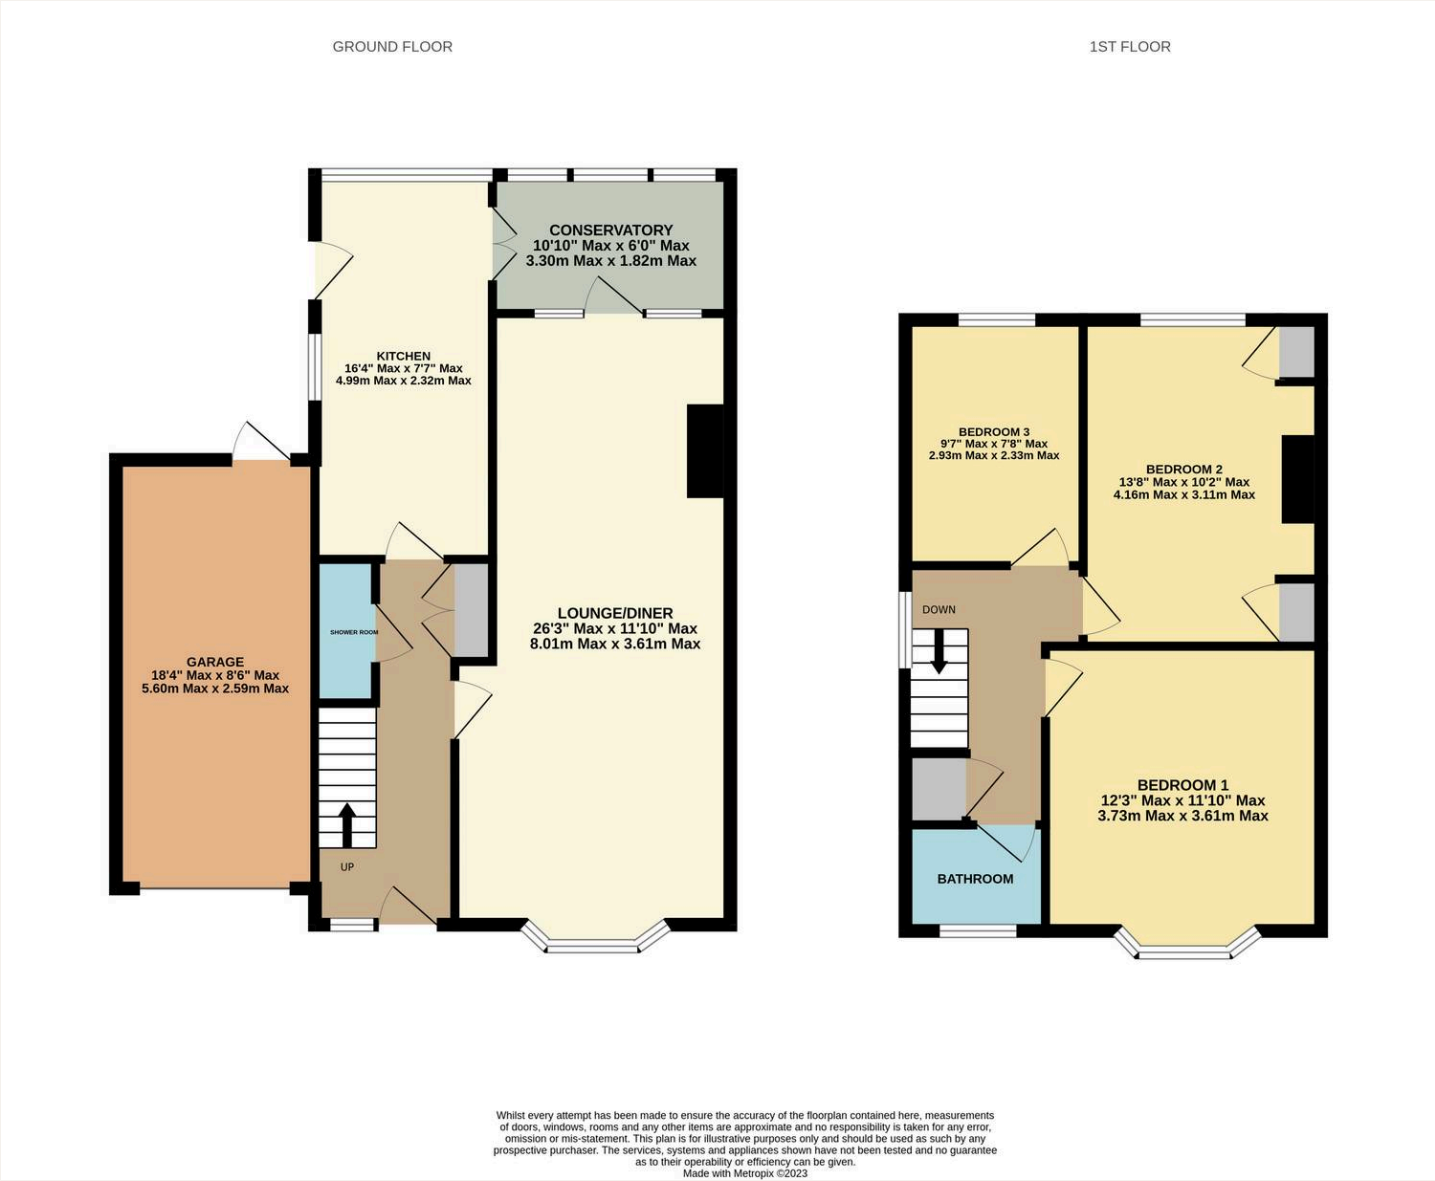 GROUND FLOOR
1ST FLOOR
CONSERVATORY
10'10" Max x 6'0" Max
3.30m Max x 1.82m Max
KITCHEN
16'4" Max x 7'7" Max
4.99m Max x 2.32m Max
LOUNGE/DINER
26'3" Max x 11'10" Max
8.01m Max x 3.61m Max
SHOWER ROOM
GARAGE
18'4" Max x 8'6" Max
5.60m Max x 2.59m Max
UP
BEDROOM 3
9'7" Max x 7'8" Max
2.93m Max x 2.33m Max
BEDROOM 2
13'8" Max x 10'2" Max
4.16m Max x 3.11m Max
DOWN
BEDROOM 1
12'3" Max x 11'10" Max
3.73m Max x 3.61m Max
BATHROOM
Whilst every attempt has been made to ensure the accuracy of the floorplan contained here, measurements
of doors, windows, rooms and any other items are approximate and no responsibility is taken for any error,
omission or mis-statement. This plan is for illustrative purposes only and should be used as such by any
prospective purchaser. The services, systems and appliances shown have not been tested and no guarantee
as to their operability or efficiency can be given.
Made with Metropix ©2023